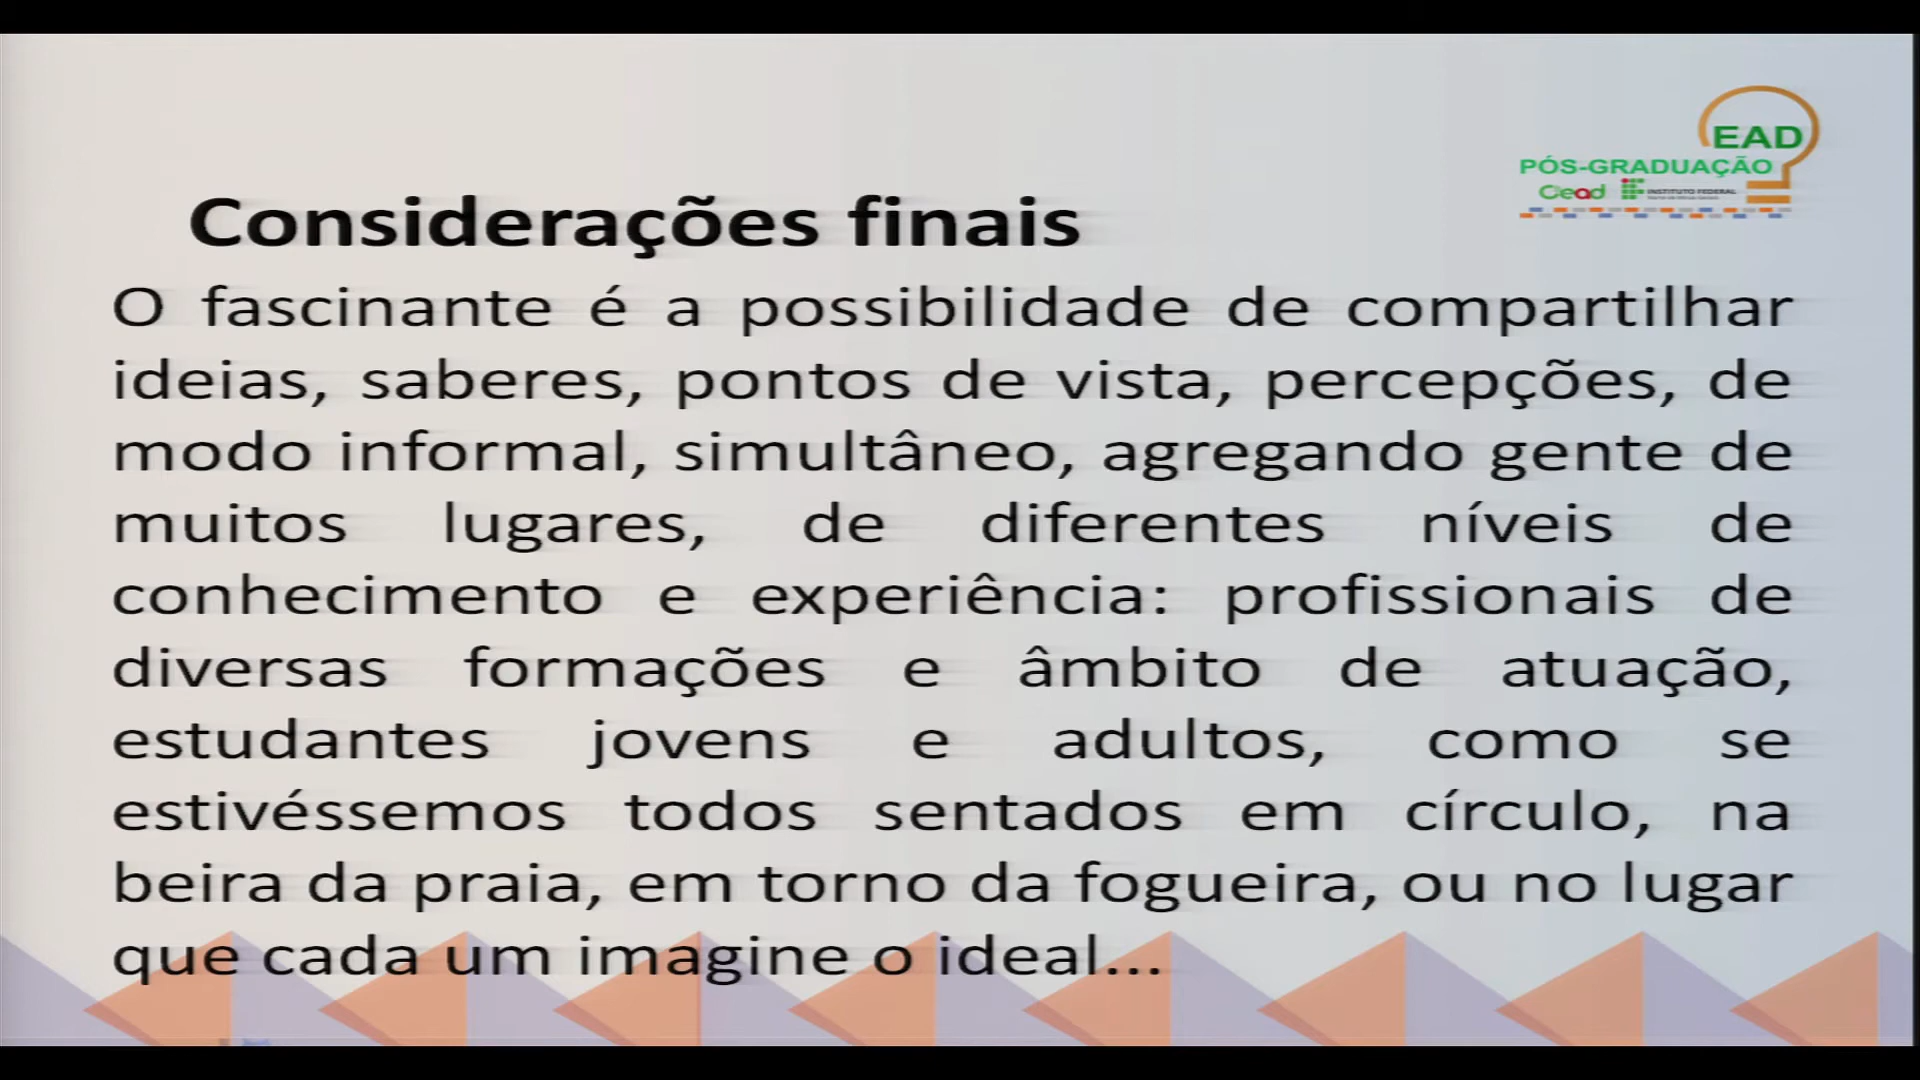 EAD
PÓS-GRADUAÇÃO
Cead INSTITUTO FEDERAL
Considerações finais
O fascinante é a possibilidade de compartilhar
ideias, saberes, pontos de vista, percepções, de
modo informal, simultâneo, agregando gente de
muitos lugares, de diferentes níveis de
conhecimento e experiência: profissionais de
diversas formações e âmbito de atuação,
estudantes jovens e adultos, como se
estivéssemos todos sentados em círculo, na
beira da praia, em torno da fogueira, ou no lugar
que cada um imagine o ideal...